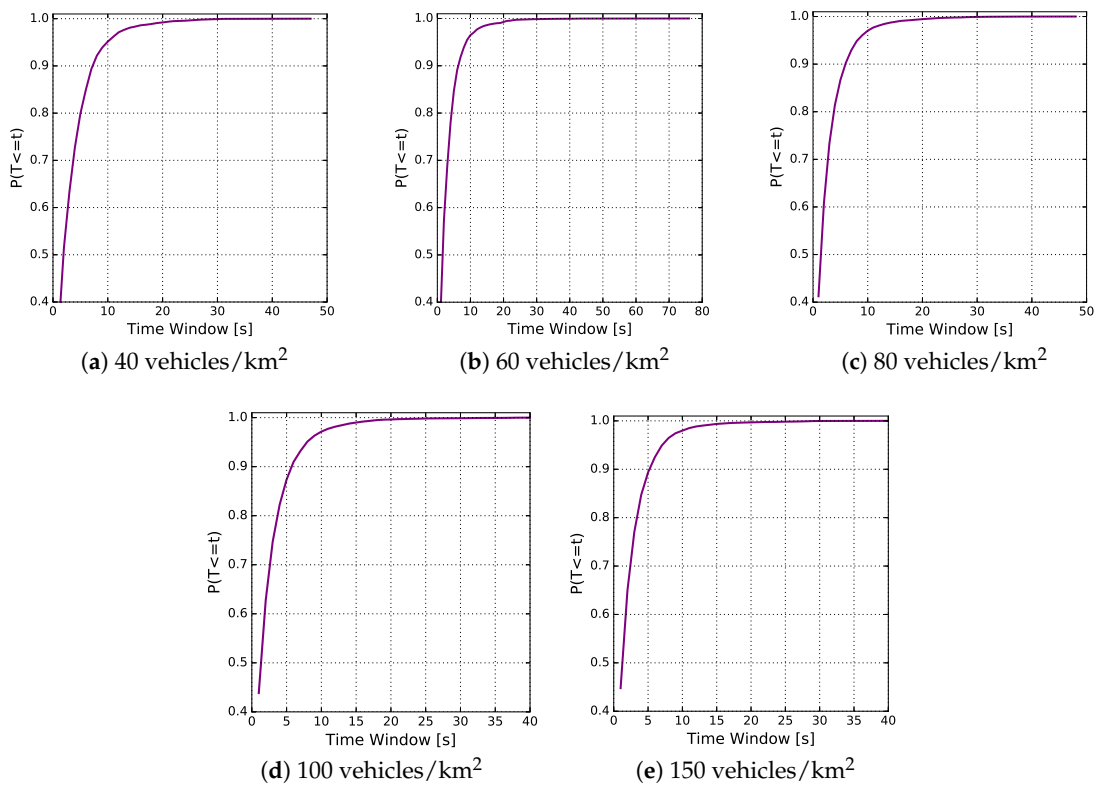 1.0
0.9
0.8
0.7
0.6
0.5
0.4
P(T<=t)
0 10 20 30 40 50
Time Window [s]
(a) 40 vehicles/km²
1.0
0.9
0.8
0.7
0.6
0.5
0.4
P(T<=t)
0 10 20 30 40 50 60 70 80
Time Window [s]
(b) 60 vehicles/km²
1.0
0.9
0.8
0.7
0.6
0.5
0.4
P(T<=t)
0 10 20 30 40 50
Time Window [s]
(c) 80 vehicles/km²
1.0
0.9
0.8
0.7
0.6
0.5
0.4
P(T<=t)
0 5 10 15 20 25 30 35 40
Time Window [s]
(d) 100 vehicles/km²
1.0
0.9
0.8
0.7
0.6
0.5
0.4
P(T<=t)
0 5 10 15 20 25 30 35 40
Time Window [s]
(e) 150 vehicles/km²